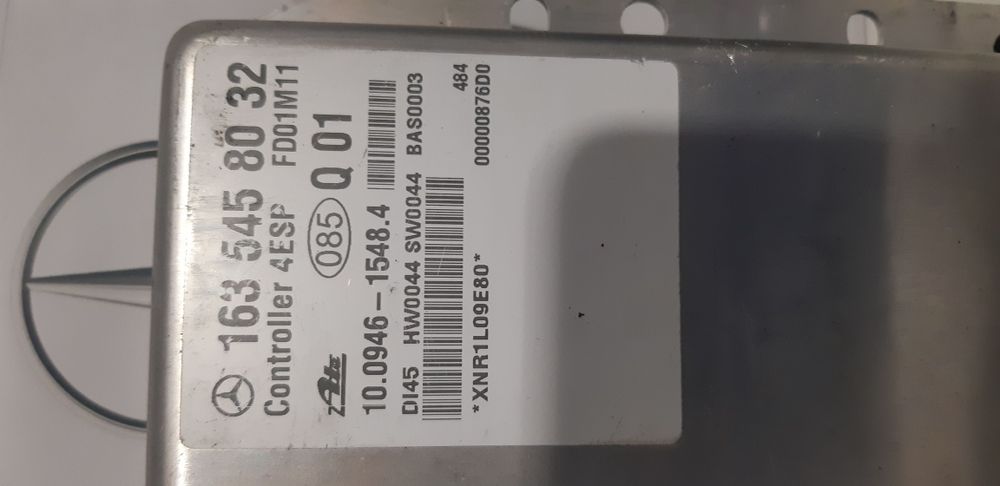 163 545 80 32
Controller 4ESP FD01M11
Ate 085 Q 01
10.0946-1548.4
DI45 HW0044 SW0044 BAS0003
*XNR1L09E80*
484
00000876D0